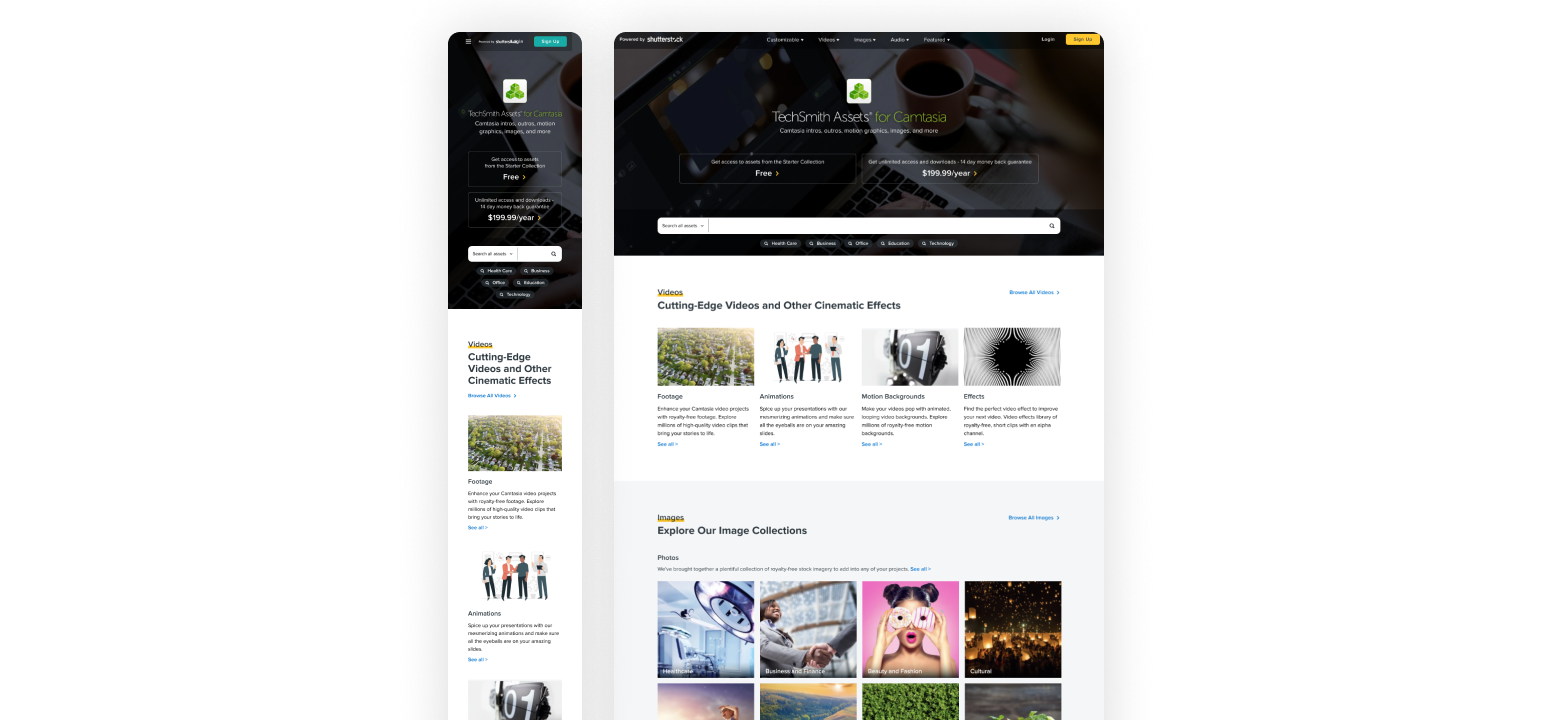 Powered by shutterstock
Sign Up
TechSmith Assets® for Camtasia
Camtasia intros, outros, motion
graphics, images, and more
Get access to assets
from the Starter Collection
Free
Unlimited access and downloads -
14 day money back guarantee
$199.99/year
Search all assets
Health Care
Business
Office
Education
Technology
Videos
Cutting-Edge
Videos and Other
Cinematic Effects
Browse All Videos
Footage
Enhance your Camtasia video projects
with royalty-free footage. Explore
millions of high-quality video clips that
bring your stories to life.
See all >
Animations
Spice up your presentations with our
mesmerizing animations and make sure
all the eyeballs are on your amazing
slides.
See all >
01
Powered by shutterstock
Customizable
Videos
Images
Audio
Featured
Login
Sign Up
TechSmith Assets® for Camtasia
Camtasia intros, outros, motion graphics, images, and more
Get access to assets from the Starter Collection
Free
Get unlimited access and downloads - 14 day money back guarantee
$199.99/year
Search all assets
Health Care
Business
Office
Education
Technology
Videos
Browse All Videos
Cutting-Edge Videos and Other Cinematic Effects
01
Footage
Enhance your Camtasia video projects
with royalty-free footage. Explore
millions of high-quality video clips that
bring your stories to life.
See all >
Animations
Spice up your presentations with our
mesmerizing animations and make sure
all the eyeballs are on your amazing
slides.
See all >
Motion Backgrounds
Make your videos pop with animated,
looping video backgrounds. Explore
millions of royalty-free motion
backgrounds.
See all >
Effects
Find the perfect video effect to improve
your next video. Video effects library of
royalty-free, short clips with an alpha
channel.
See all >
Images
Browse All Images
Explore Our Image Collections
Photos
We've brought together a plentiful collection of royalty-free stock imagery to add into any of your projects. See all >
Healthcare
Business and Finance
Beauty and Fashion
Cultural